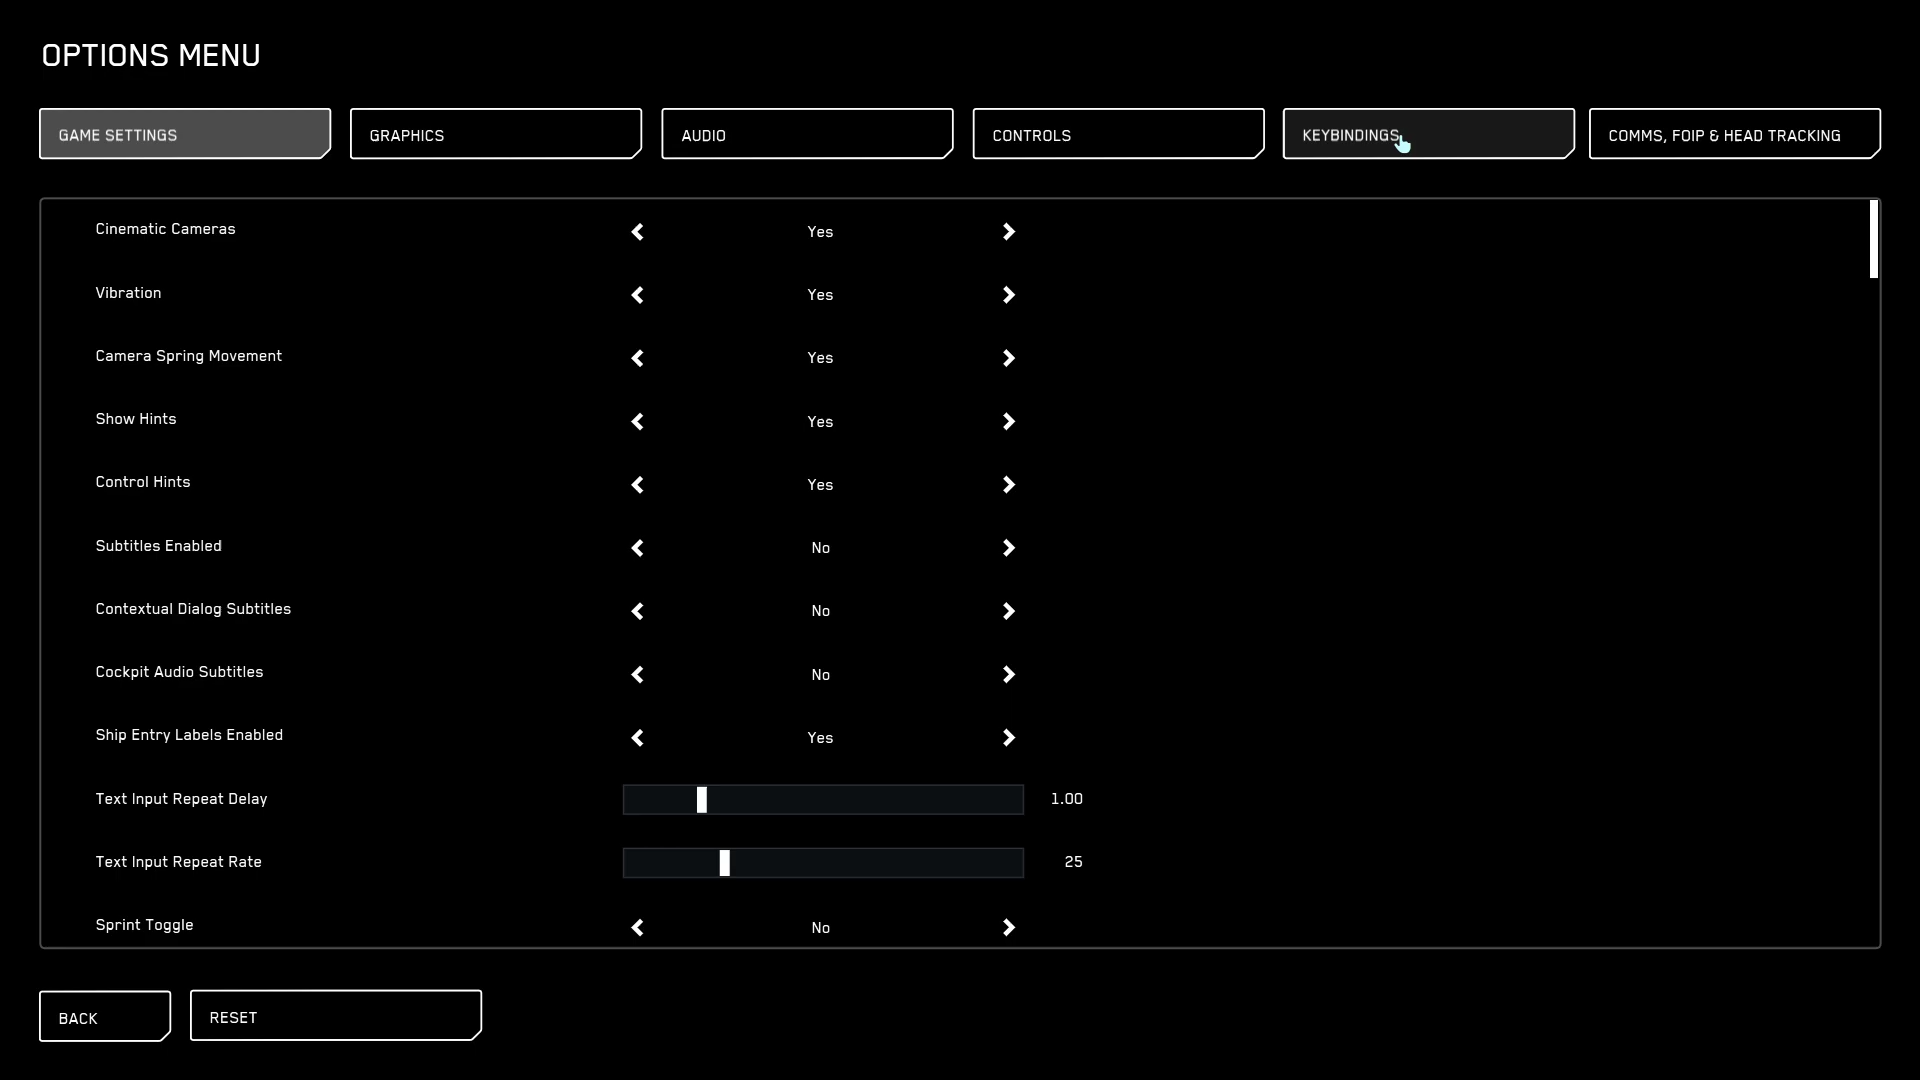 OPTIONS MENU
GAME SETTINGS
GRAPHICS
AUDIO
CONTROLS
KEYBINDINGS
COMMS, FOIP & HEAD TRACKING
Cinematic Cameras Yes
Vibration Yes
Camera Spring Movement Yes
Show Hints Yes
Control Hints Yes
Subtitles Enabled No
Contextual Dialog Subtitles No
Cockpit Audio Subtitles No
Ship Entry Labels Enabled Yes
Text Input Repeat Delay 1.00
Text Input Repeat Rate 25
Sprint Toggle No
BACK
RESET